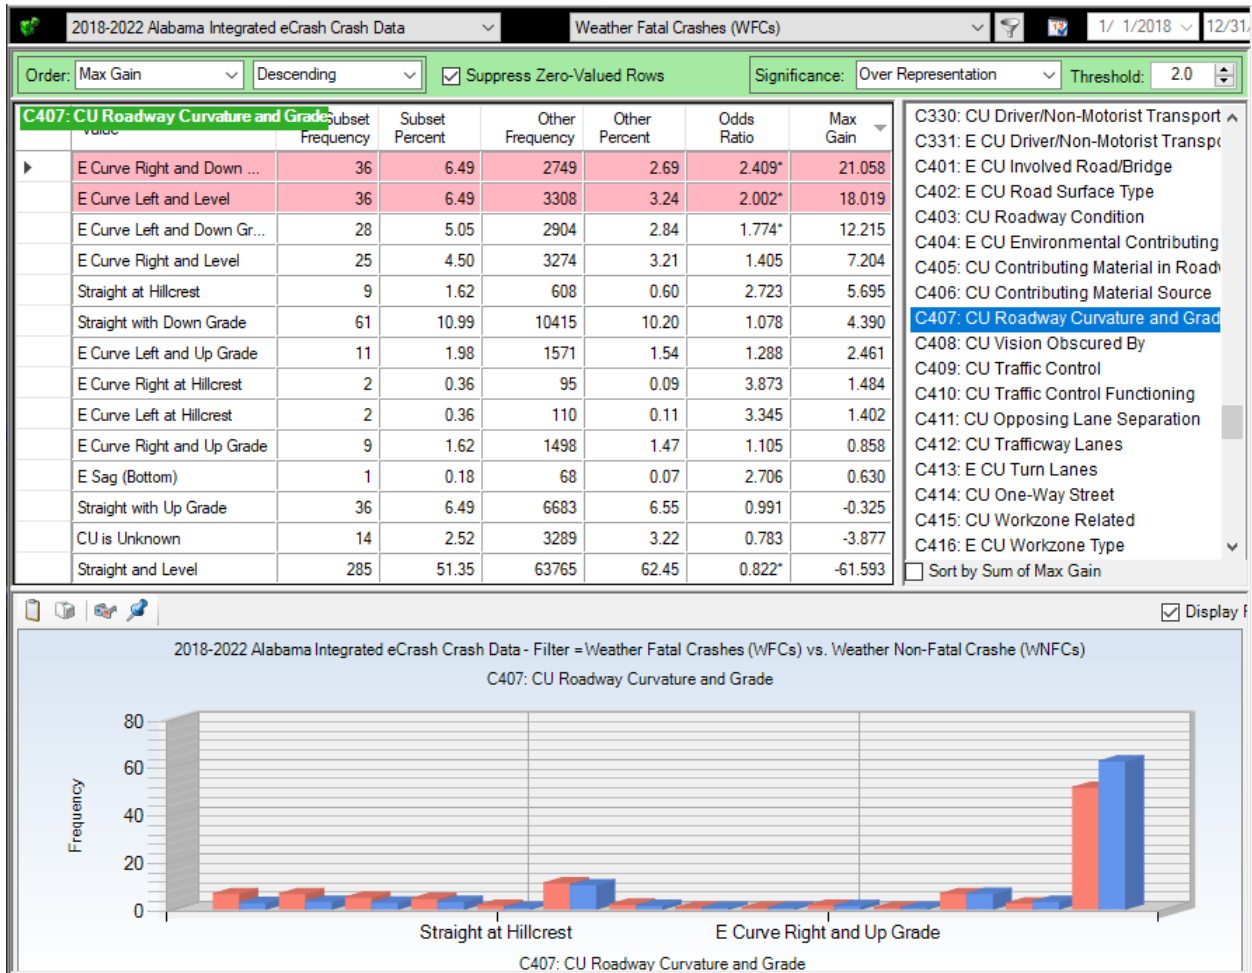 2018-2022 Alabama Integrated eCrash Crash Data Weather Fatal Crashes (WFCs) 1/ 1/2018 12/31/
Order: Max Gain Descending Suppress Zero-Valued Rows Significance: Over Representation Threshold: 2.0
C407: CU Roadway Curvature and Grade
Subset Frequency Subset Percent Other Frequency Other Percent Odds Ratio Max Gain
E Curve Right and Down ... 36 6.49 2749 2.69 2.409* 21.058
E Curve Left and Level 36 6.49 3308 3.24 2.002* 18.019
E Curve Left and Down Gr... 28 5.05 2904 2.84 1.774* 12.215
E Curve Right and Level 25 4.50 3274 3.21 1.405 7.204
Straight at Hillcrest 9 1.62 608 0.60 2.723 5.695
Straight with Down Grade 61 10.99 10415 10.20 1.078 4.390
E Curve Left and Up Grade 11 1.98 1571 1.54 1.288 2.461
E Curve Right at Hillcrest 2 0.36 95 0.09 3.873 1.484
E Curve Left at Hillcrest 2 0.36 110 0.11 3.345 1.402
E Curve Right and Up Grade 9 1.62 1498 1.47 1.105 0.858
E Sag (Bottom) 1 0.18 68 0.07 2.706 0.630
Straight with Up Grade 36 6.49 6683 6.55 0.991 -0.325
CU is Unknown 14 2.52 3289 3.22 0.783 -3.877
Straight and Level 285 51.35 63765 62.45 0.822* -61.593
C330: CU Driver/Non-Motorist Transport
C331: E CU Driver/Non-Motorist Transpo
C401: E CU Involved Road/Bridge
C402: E CU Road Surface Type
C403: CU Roadway Condition
C404: E CU Environmental Contributing
C405: CU Contributing Material in Roadw
C406: CU Contributing Material Source
C407: CU Roadway Curvature and Grad
C408: CU Vision Obscured By
C409: CU Traffic Control
C410: CU Traffic Control Functioning
C411: CU Opposing Lane Separation
C412: CU Trafficway Lanes
C413: E CU Turn Lanes
C414: CU One-Way Street
C415: CU Workzone Related
C416: E CU Workzone Type
Sort by Sum of Max Gain
Display F
2018-2022 Alabama Integrated eCrash Crash Data - Filter = Weather Fatal Crashes (WFCs) vs. Weather Non-Fatal Crashe (WNFCs)
C407: CU Roadway Curvature and Grade
80
60
40
20
0
Frequency
Straight at Hillcrest E Curve Right and Up Grade
C407: CU Roadway Curvature and Grade